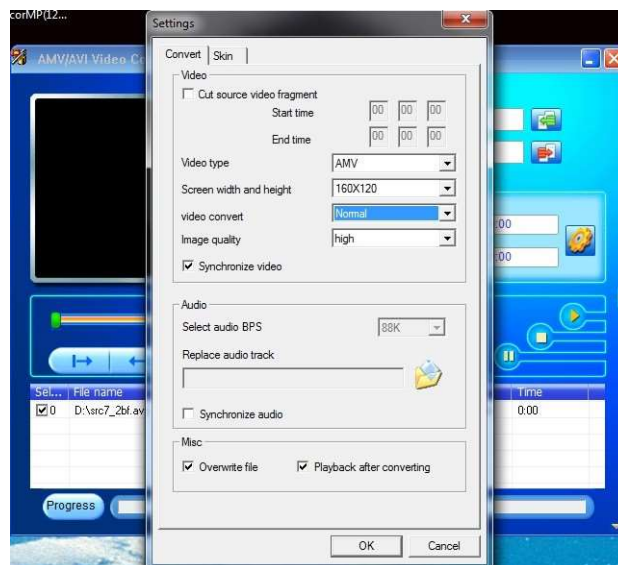 corMP(12...
Settings
AMV/AVI Video Co
Convert
Skin
Video
Cut source video fragment
Start time 00 00 00
End time 00 00 00
Video type AMV
Screen width and height 160X120
video convert Normal
Image quality high
Synchronize video
:00
:00
Audio
Select audio BPS 88K
Replace audio track
Synchronize audio
Sel... File name Time
0 D:\src7_2bf.av 0:00
Misc
Overwrite file Playback after converting
Progress
OK Cancel